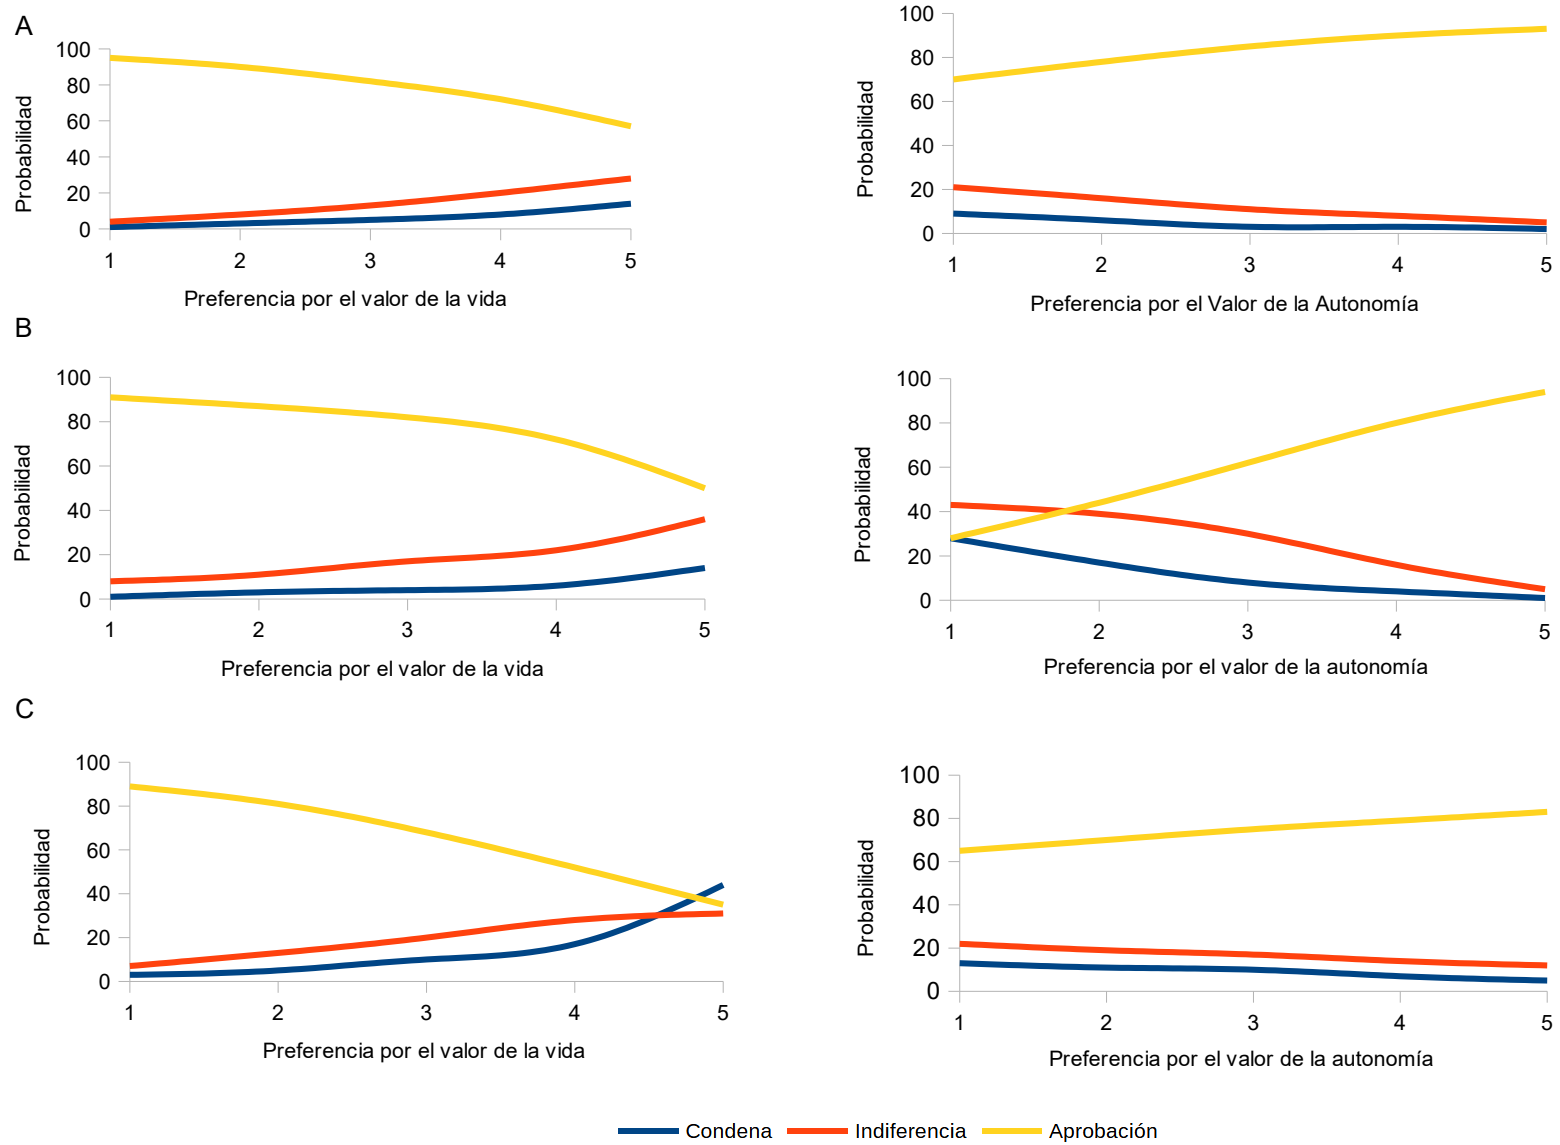 A
Probabilidad
100
80
60
40
20
0
1 2 3 4 5
Preferencia por el valor de la vida
Probabilidad
100
80
60
40
20
0
1 2 3 4 5
Preferencia por el Valor de la Autonomía
B
Probabilidad
100
80
60
40
20
0
1 2 3 4 5
Preferencia por el valor de la vida
Probabilidad
100
80
60
40
20
0
1 2 3 4 5
Preferencia por el valor de la autonomía
C
Probabilidad
100
80
60
40
20
0
1 2 3 4 5
Preferencia por el valor de la vida
Probabilidad
100
80
60
40
20
0
1 2 3 4 5
Preferencia por el valor de la autonomía
Condena Indiferencia Aprobación